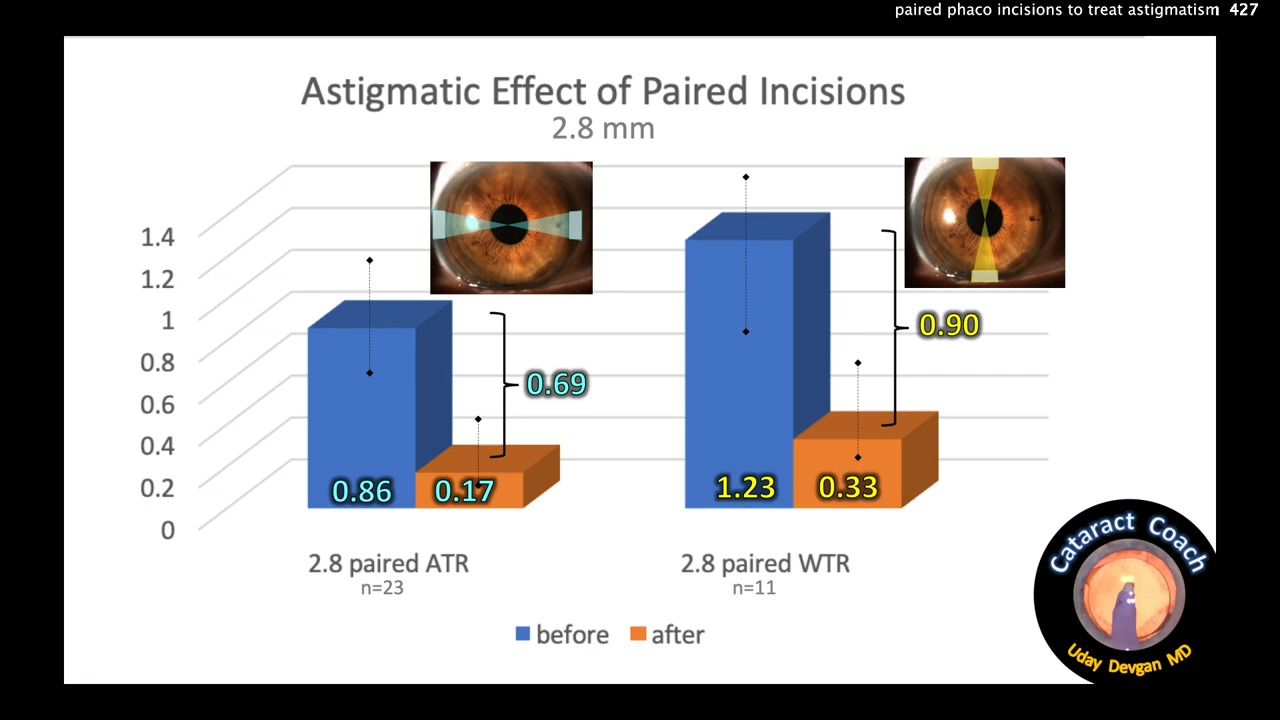 paired phaco incisions to treat astigmatism 427
Astigmatic Effect of Paired Incisions
2.8 mm
1.4
1.2
1
0.8
0.6
0.4
0.2
0
0.69
0.90
0.86
0.17
1.23
0.33
2.8 paired ATR
n=23
2.8 paired WTR
n=11
before
after
Cataract Coach
Uday Devgan MD